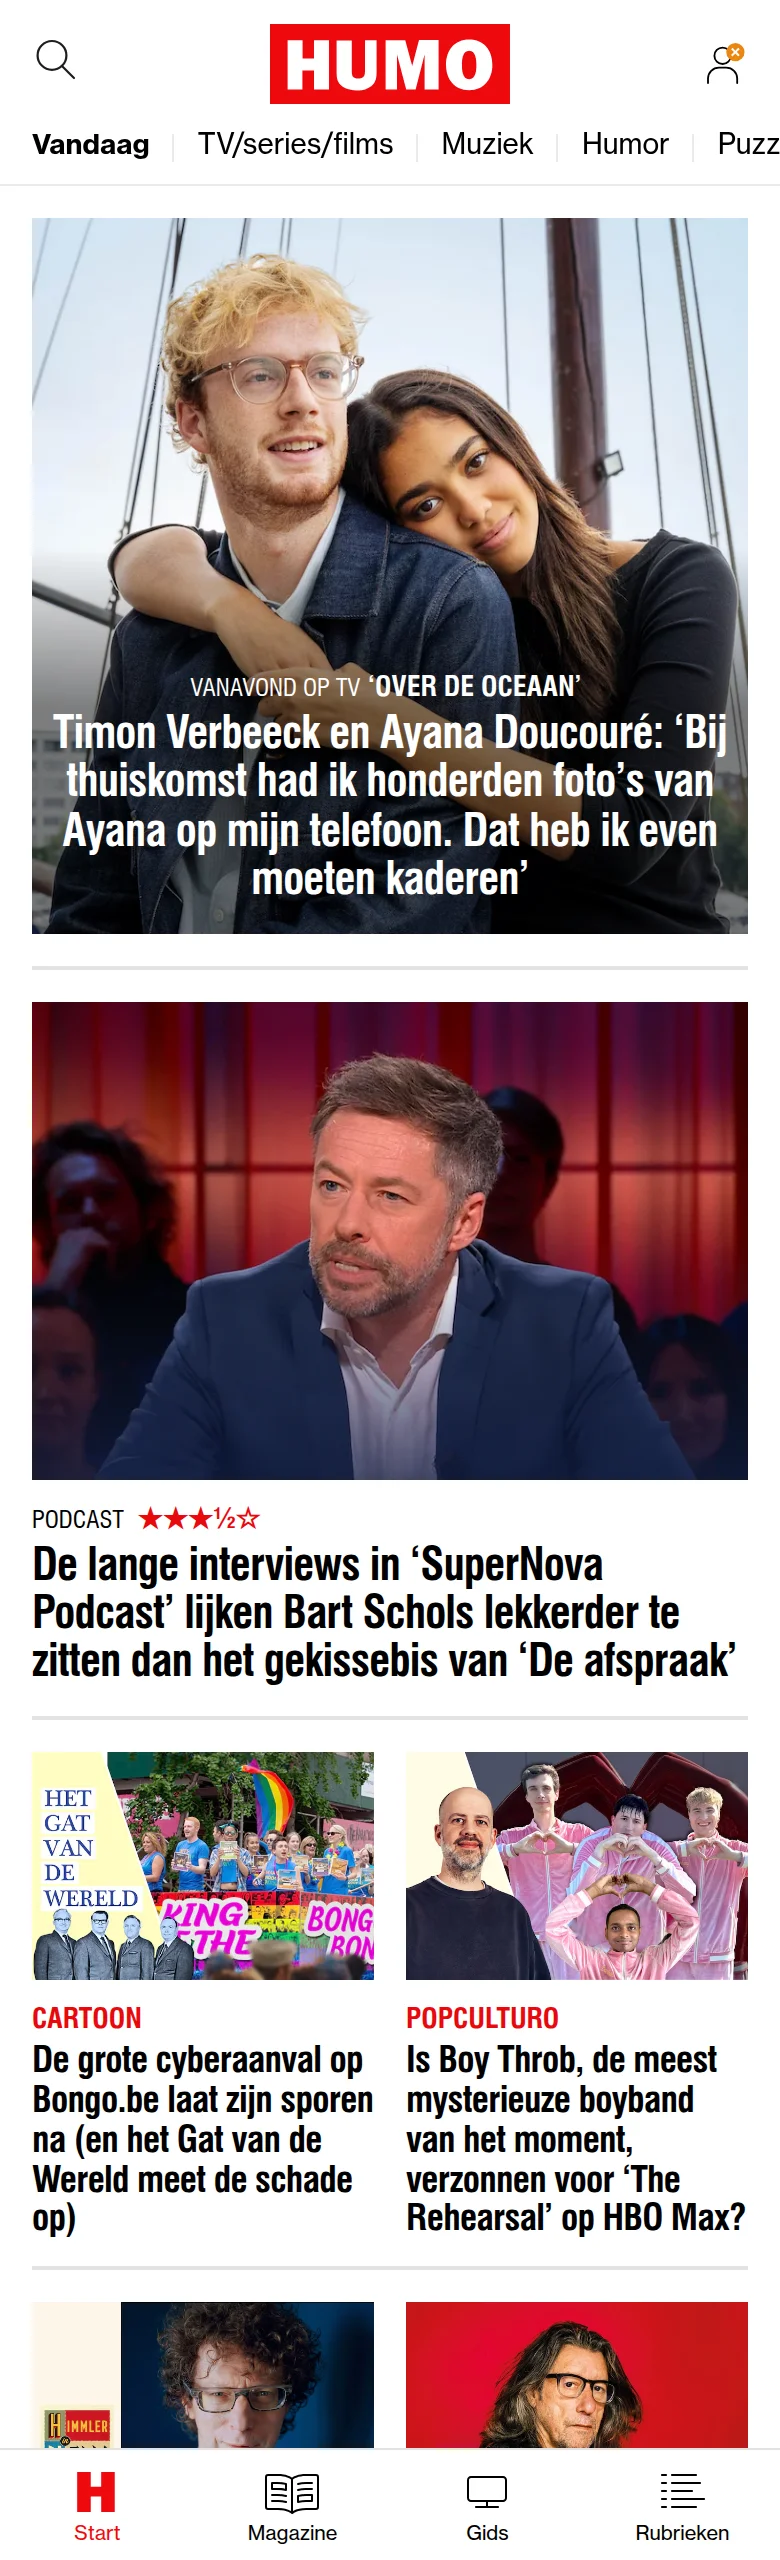 HUMO
Vandaag
TV/series/films
Muziek
Humor
Puzz
VANAVOND OP TV ‘OVER DE OCEAAN’
Timon Verbeeck en Ayana Doucouré: ‘Bij
thuiskomst had ik honderden foto’s van
Ayana op mijn telefoon. Dat heb ik even
moeten kaderen’
PODCAST ★★★½☆
De lange interviews in ‘SuperNova
Podcast’ lijken Bart Schols lekkerder te
zitten dan het gekissebis van ‘De afspraak’
HET
GAT
VAN
DE
WERELD
KING
THE
BONG
BON
CARTOON
De grote cyberaanval op
Bongo.be laat zijn sporen
na (en het Gat van de
Wereld meet de schade
op)
POPCULTURO
Is Boy Throb, de meest
mysterieuze boyband
van het moment,
verzonnen voor ‘The
Rehearsal’ op HBO Max?
HIMMLER
in
H
Start
Magazine
Gids
Rubrieken